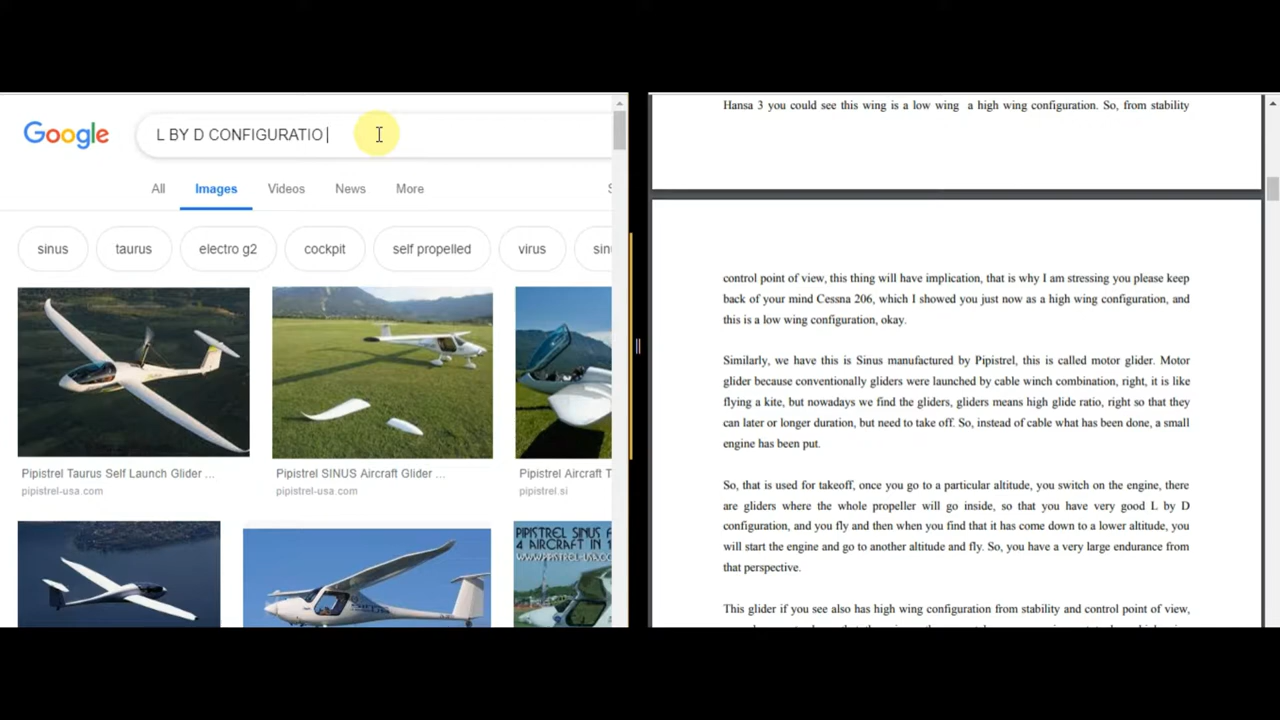 Google
L BY D CONFIGURATIO
All Images Videos News More
sinus taurus electro g2 cockpit self propelled virus
Pipistrel Taurus Self Launch Glider ...
pipistrel-usa.com
Pipistrel SINUS Aircraft Glider ...
pipistrel-usa.com
Pipistrel Aircraft T
pipistrel.si
PIPISTREL SINUS
4 AIRCRAFT IN 1
Hansa 3 you could see this wing is a low wing a high wing configuration. So, from stability
control point of view, this thing will have implication, that is why I am stressing you please keep
back of your mind Cessna 206, which I showed you just now as a high wing configuration, and
this is a low wing configuration, okay.
Similarly, we have this is Sinus manufactured by Pipistrel, this is called motor glider. Motor
glider because conventionally gliders were launched by cable winch combination, right, it is like
flying a kite, but nowadays we find the gliders, gliders means high glide ratio, right so that they
can later or longer duration, but need to take off. So, instead of cable what has been done, a small
engine has been put.
So, that is used for takeoff, once you go to a particular altitude, you switch on the engine, there
are gliders where the whole propeller will go inside, so that you have very good L by D
configuration, and you fly and then when you find that it has come down to a lower altitude, you
will start the engine and go to another altitude and fly. So, you have a very large endurance from
that perspective.
This glider if you see also has high wing configuration from stability and control point of view,